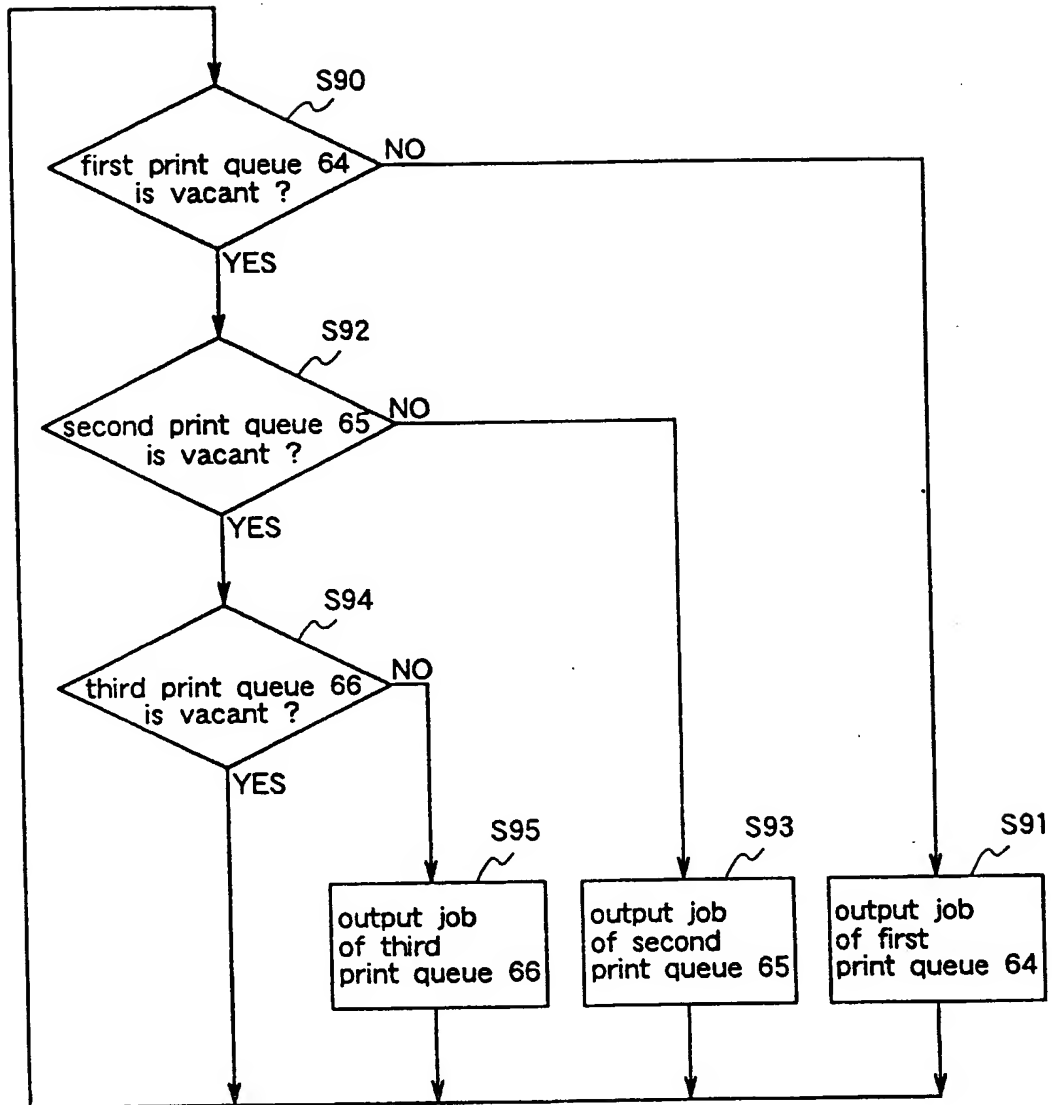 S90
first print queue 64
is vacant ?
NO
YES
S92
second print queue 65
is vacant ?
NO
YES
S94
third print queue 66
is vacant ?
NO
YES
S95
output job
of third
print queue 66
S93
output job
of second
print queue 65
S91
output job
of first
print queue 64